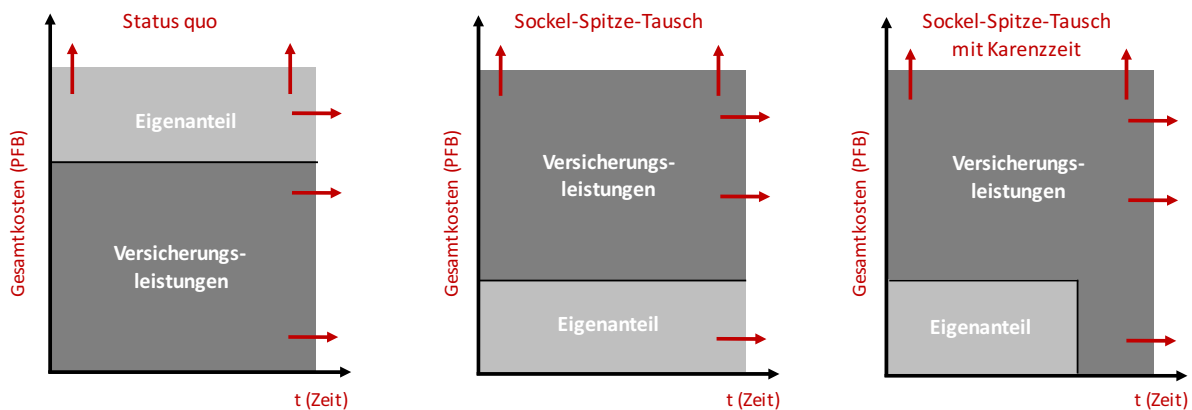 Status quo
Gesamtkosten (PFB)
Eigenanteil
Versicherungs-
leistungen
t (Zeit)
Sockel-Spitze-Tausch
Gesamtkosten (PFB)
Versicherungs-
leistungen
Eigenanteil
t (Zeit)
Sockel-Spitze-Tausch
mit Karenzzeit
Gesamtkosten (PFB)
Versicherungs-
leistungen
Eigenanteil
t (Zeit)